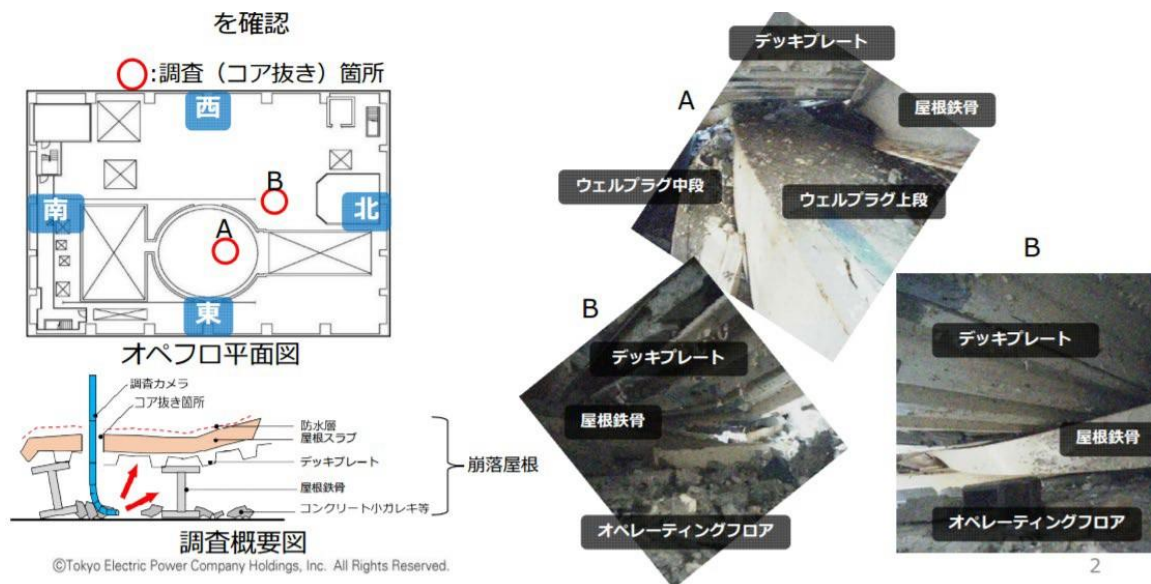 を確認
○:調査（コア抜き）箇所
西
南
北
東
B
A
オペフロ平面図
調査カメラ
コア抜き箇所
防水層
屋根スラブ
デッキプレート
屋根鉄骨
コンクリート小ガレキ等
崩落屋根
調査概要図
©Tokyo Electric Power Company Holdings, Inc. All Rights Reserved.
デッキプレート
A
屋根鉄骨
ウェルプラグ中段
ウェルプラグ上段
B
デッキプレート
屋根鉄骨
オペレーティングフロア
B
デッキプレート
屋根鉄骨
オペレーティングフロア
2